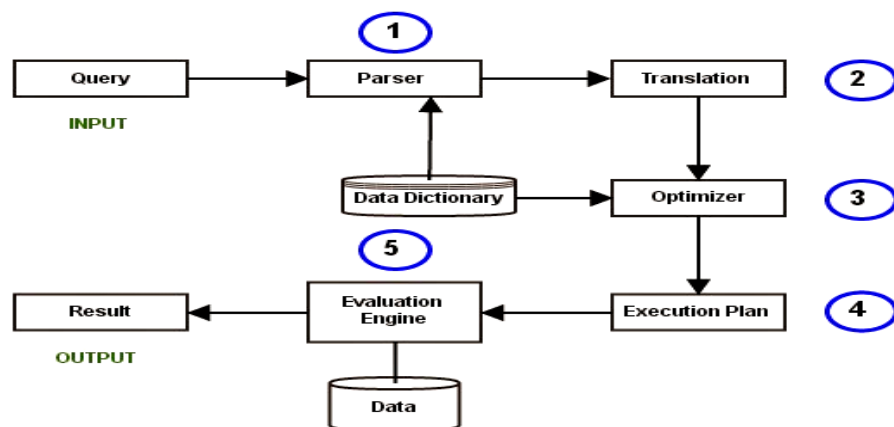 1
Query
Parser
Translation
2
INPUT
Data Dictionary
Optimizer
3
5
Result
Evaluation
Engine
Execution Plan
4
OUTPUT
Data